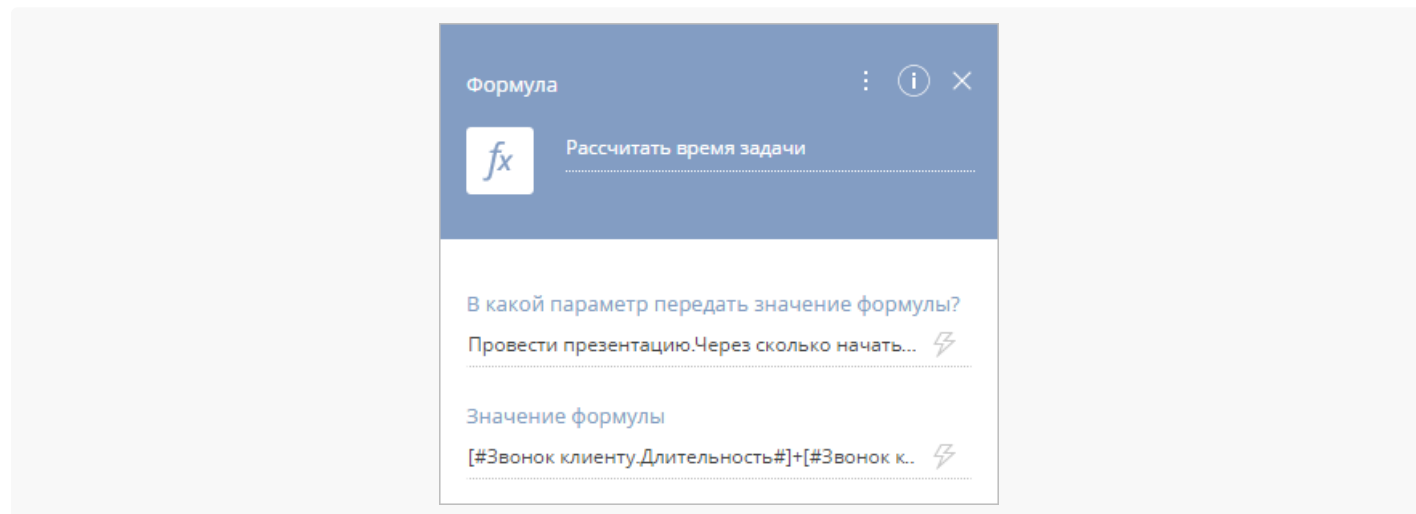 Формула
fx
Рассчитать время задачи
В какой параметр передать значение формулы?
Провести презентацию.Через сколько начать...
Значение формулы
[#Звонок клиенту.Длительность#]+[#Звонок к..